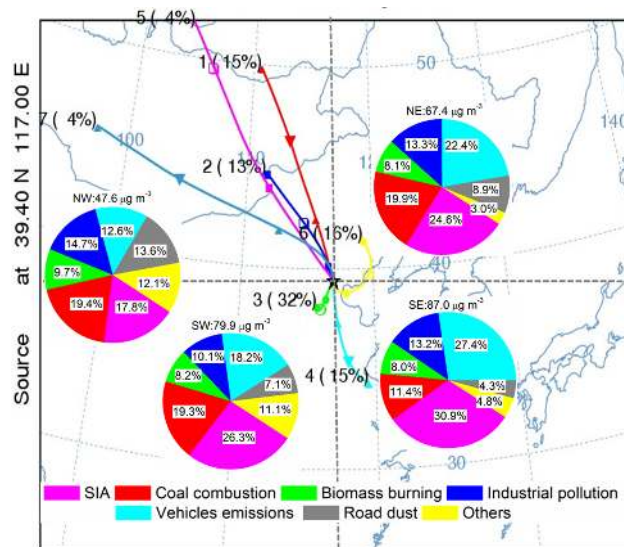 5 ( 4%)
1 ( 15%)
50
7 ( 4%)
100
140
NE:67.4 μg m⁻³
2 ( 13%)
13.3%
22.4%
8.1%
8.9%
19.9%
3.0%
24.6%
NW:47.6 μg m⁻³
6 ( 16%)
12.6%
14.7%
13.6%
9.7%
12.1%
19.4%
17.8%
40
3 ( 32%)
SE:87.0 μg m⁻³
SW:79.9 μg m⁻³
13.2%
27.4%
10.1%
18.2%
8.0%
4.3%
8.2%
7.1%
11.4%
4.8%
4 ( 15%)
19.3%
11.1%
30.9%
26.3%
30
Source at 39.40 N 117.00 E
SIA Coal combustion Biomass burning Industrial pollution
Vehicles emissions Road dust Others